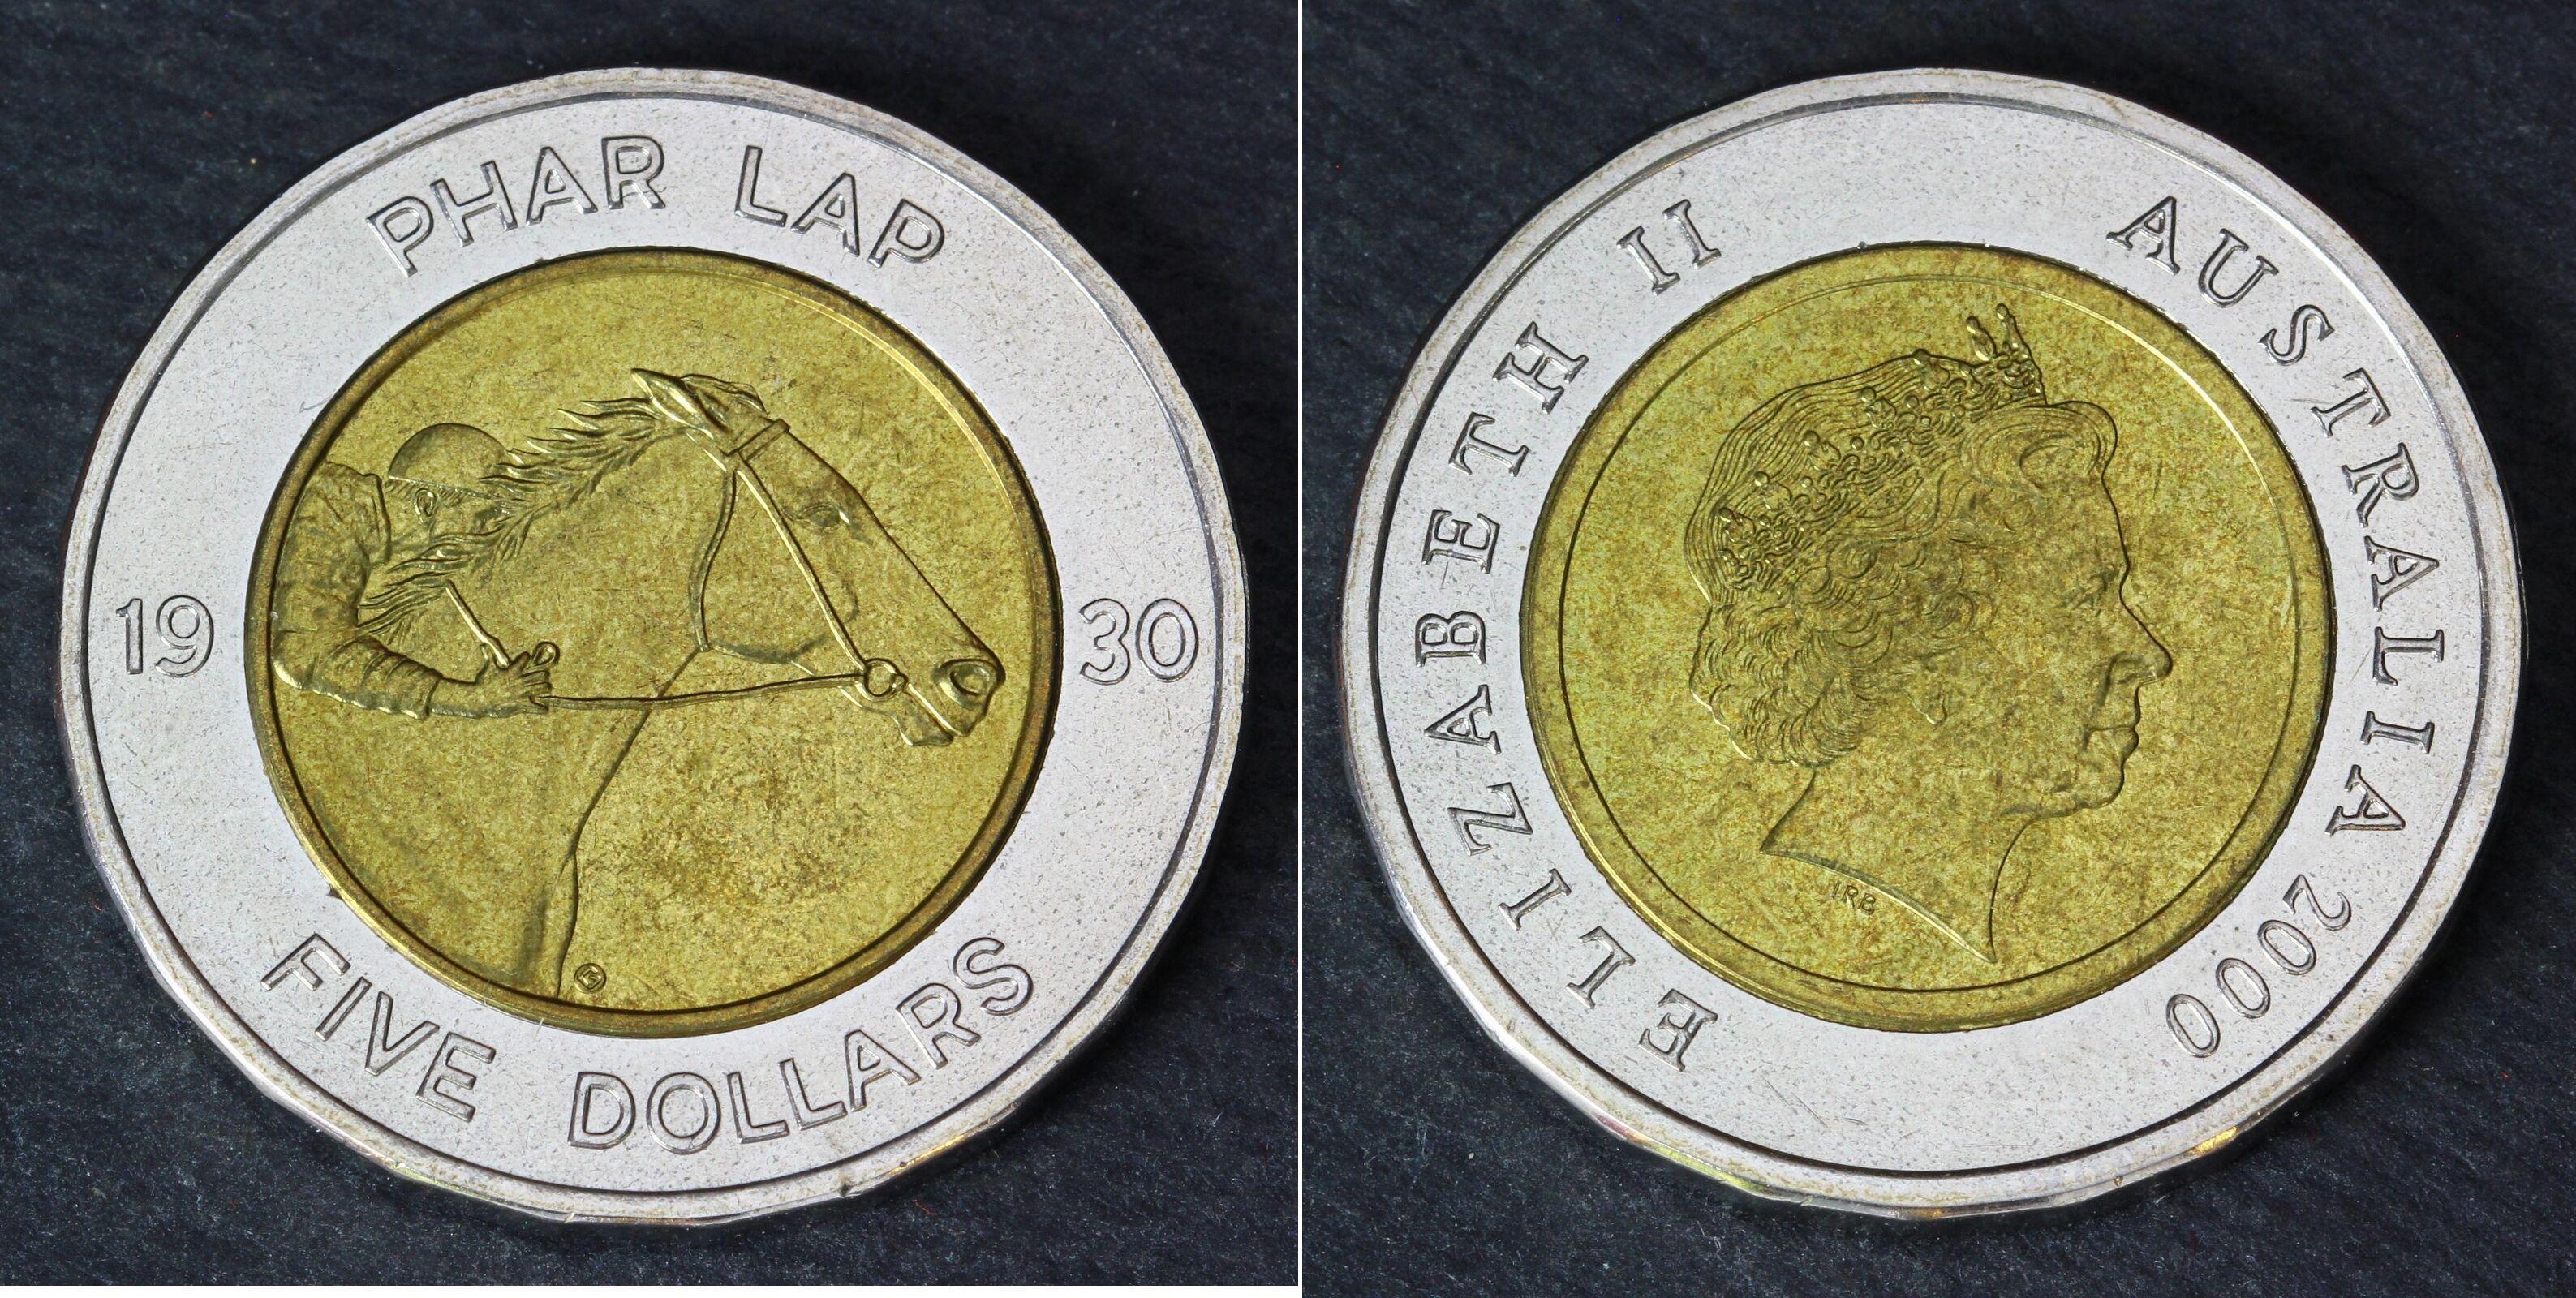 PHAR LAP
19 30
FIVE DOLLARS
ELIZABETH II AUSTRALIA 2000
IRB